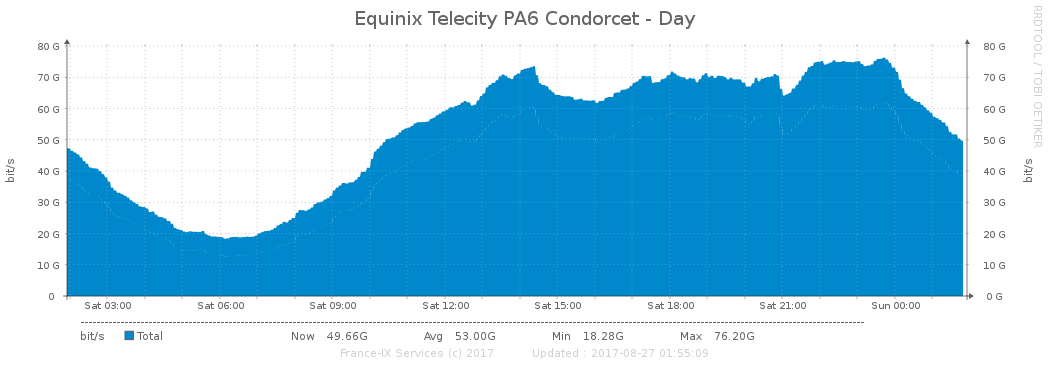 Equinix Telecity PA6 Condorcet - Day
RRDTOOL / TOBI OETIKER
bit/s
80 G 80 G
70 G 70 G
60 G 60 G
50 G 50 G
40 G 40 G
30 G 30 G
20 G 20 G
10 G 10 G
0 0 G
bit/s
Sat 03:00 Sat 06:00 Sat 09:00 Sat 12:00 Sat 15:00 Sat 18:00 Sat 21:00 Sun 00:00
bit/s Total Now 49.66G Avg 53.00G Min 18.28G Max 76.20G
France-IX Services (c) 2017 Updated : 2017-08-27 01:55:09